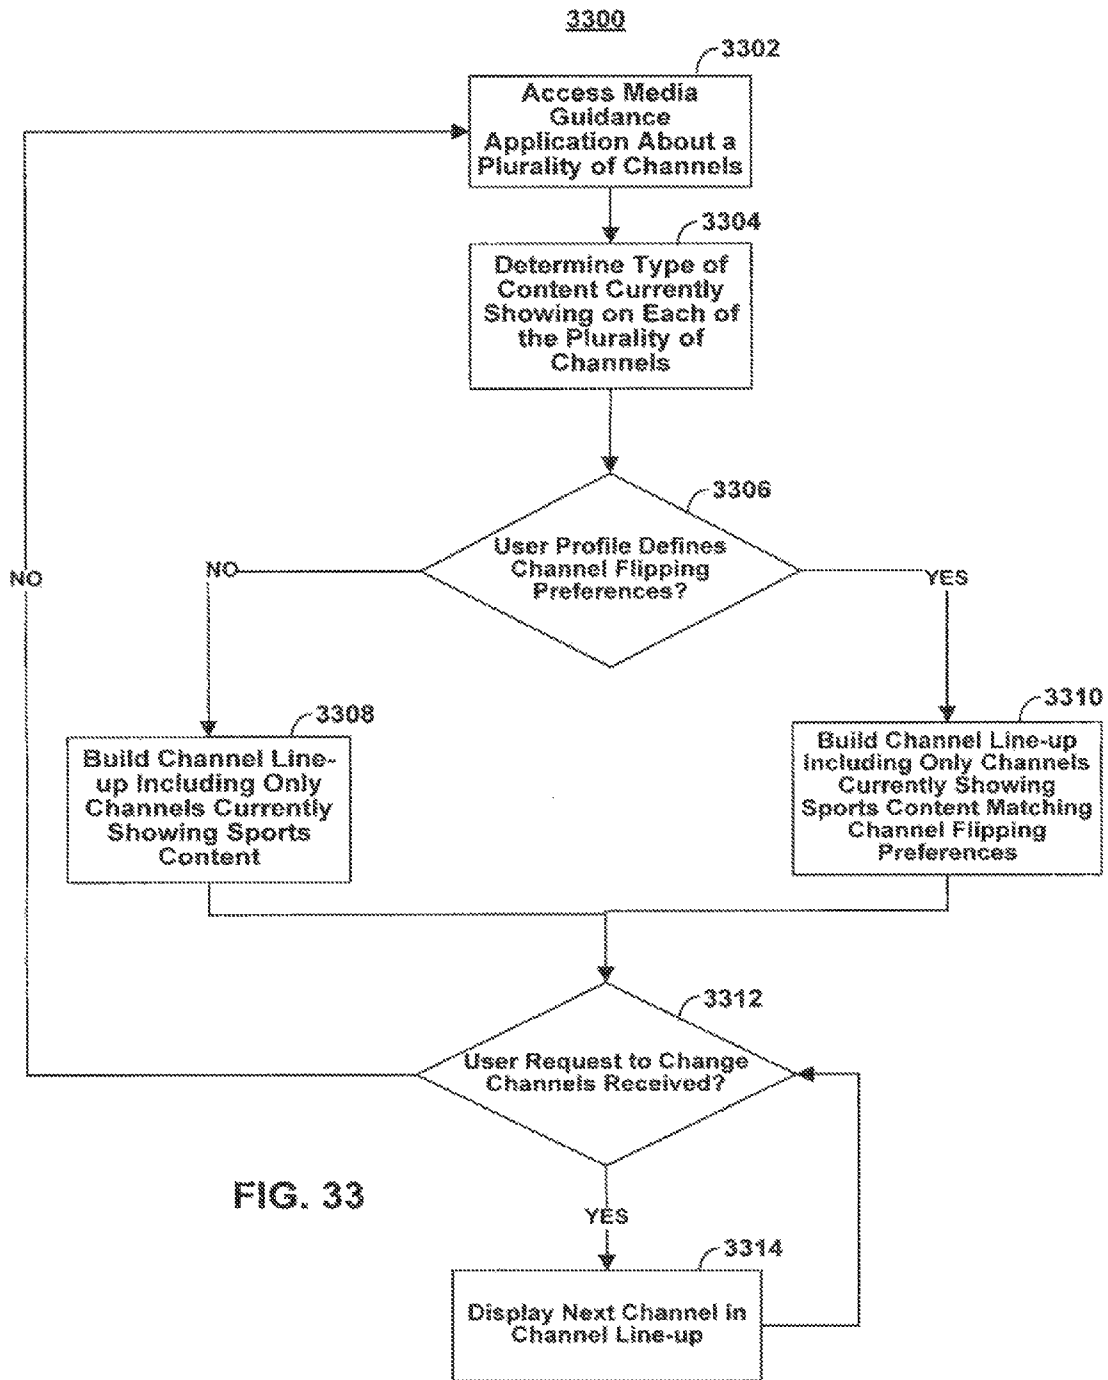 3300
3302
Access Media
Guidance
Application About a
Plurality of Channels
3304
Determine Type of
Content Currently
Showing on Each of
the Plurality of
Channels
3306
User Profile Defines
Channel Flipping
Preferences?
NO
NO
YES
3308
Build Channel Line-
up Including Only
Channels Currently
Showing Sports
Content
3310
Build Channel Line-up
Including Only Channels
Currently Showing
Sports Content Matching
Channel Flipping
Preferences
3312
User Request to Change
Channels Received?
FIG. 33
YES
3314
Display Next Channel in
Channel Line-up